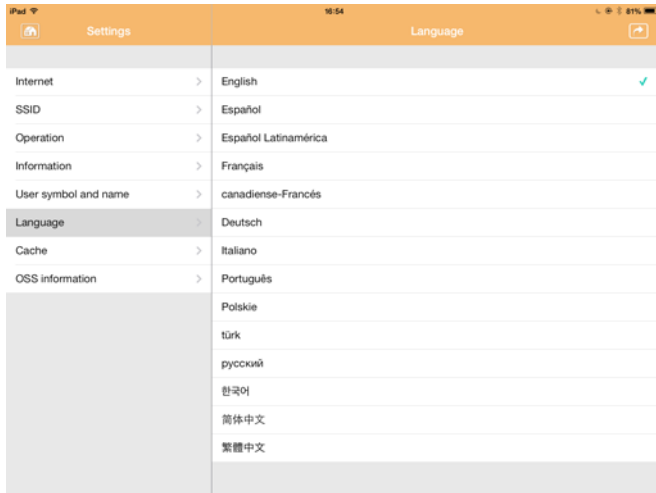 iPad 16:54 81%
Settings
Language
Internet
SSID
Operation
Information
User symbol and name
Language
Cache
OSS information
English
Español
Español Latinamérica
Français
canadiense-Francés
Deutsch
Italiano
Português
Polskie
türk
русский
한국어
简体中文
繁體中文